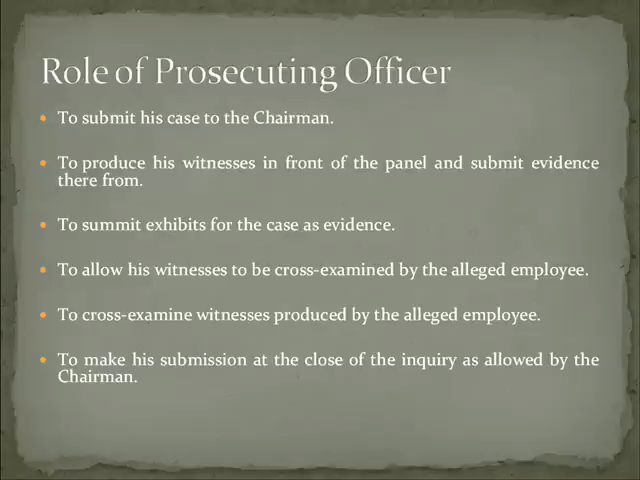 Role of Prosecuting Officer
• To submit his case to the Chairman.
• To produce his witnesses in front of the panel and submit evidence
there from.
• To summit exhibits for the case as evidence.
• To allow his witnesses to be cross-examined by the alleged employee.
• To cross-examine witnesses produced by the alleged employee.
• To make his submission at the close of the inquiry as allowed by the
Chairman.